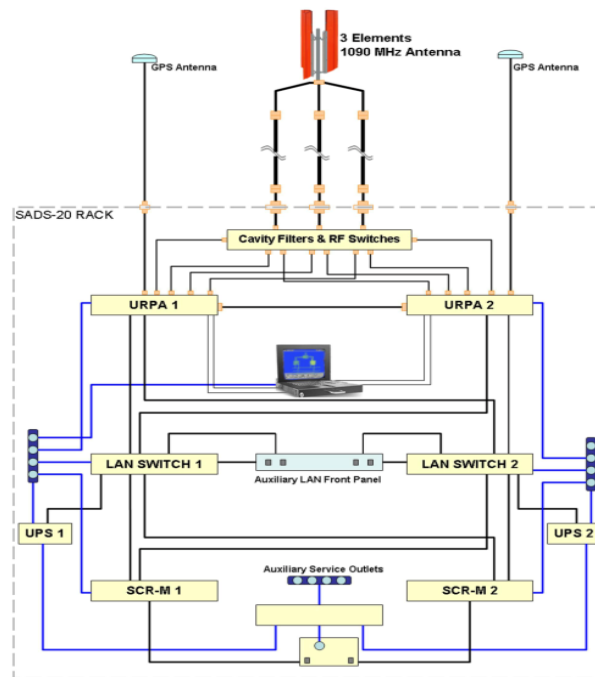 3 Elements
1090 MHz Antenna
GPS Antenna
GPS Antenna
SADS-20 RACK
Cavity Filters & RF Switches
URPA 1
URPA 2
LAN SWITCH 1
LAN SWITCH 2
Auxiliary LAN Front Panel
UPS 1
UPS 2
Auxiliary Service Outlets
SCR-M 1
SCR-M 2